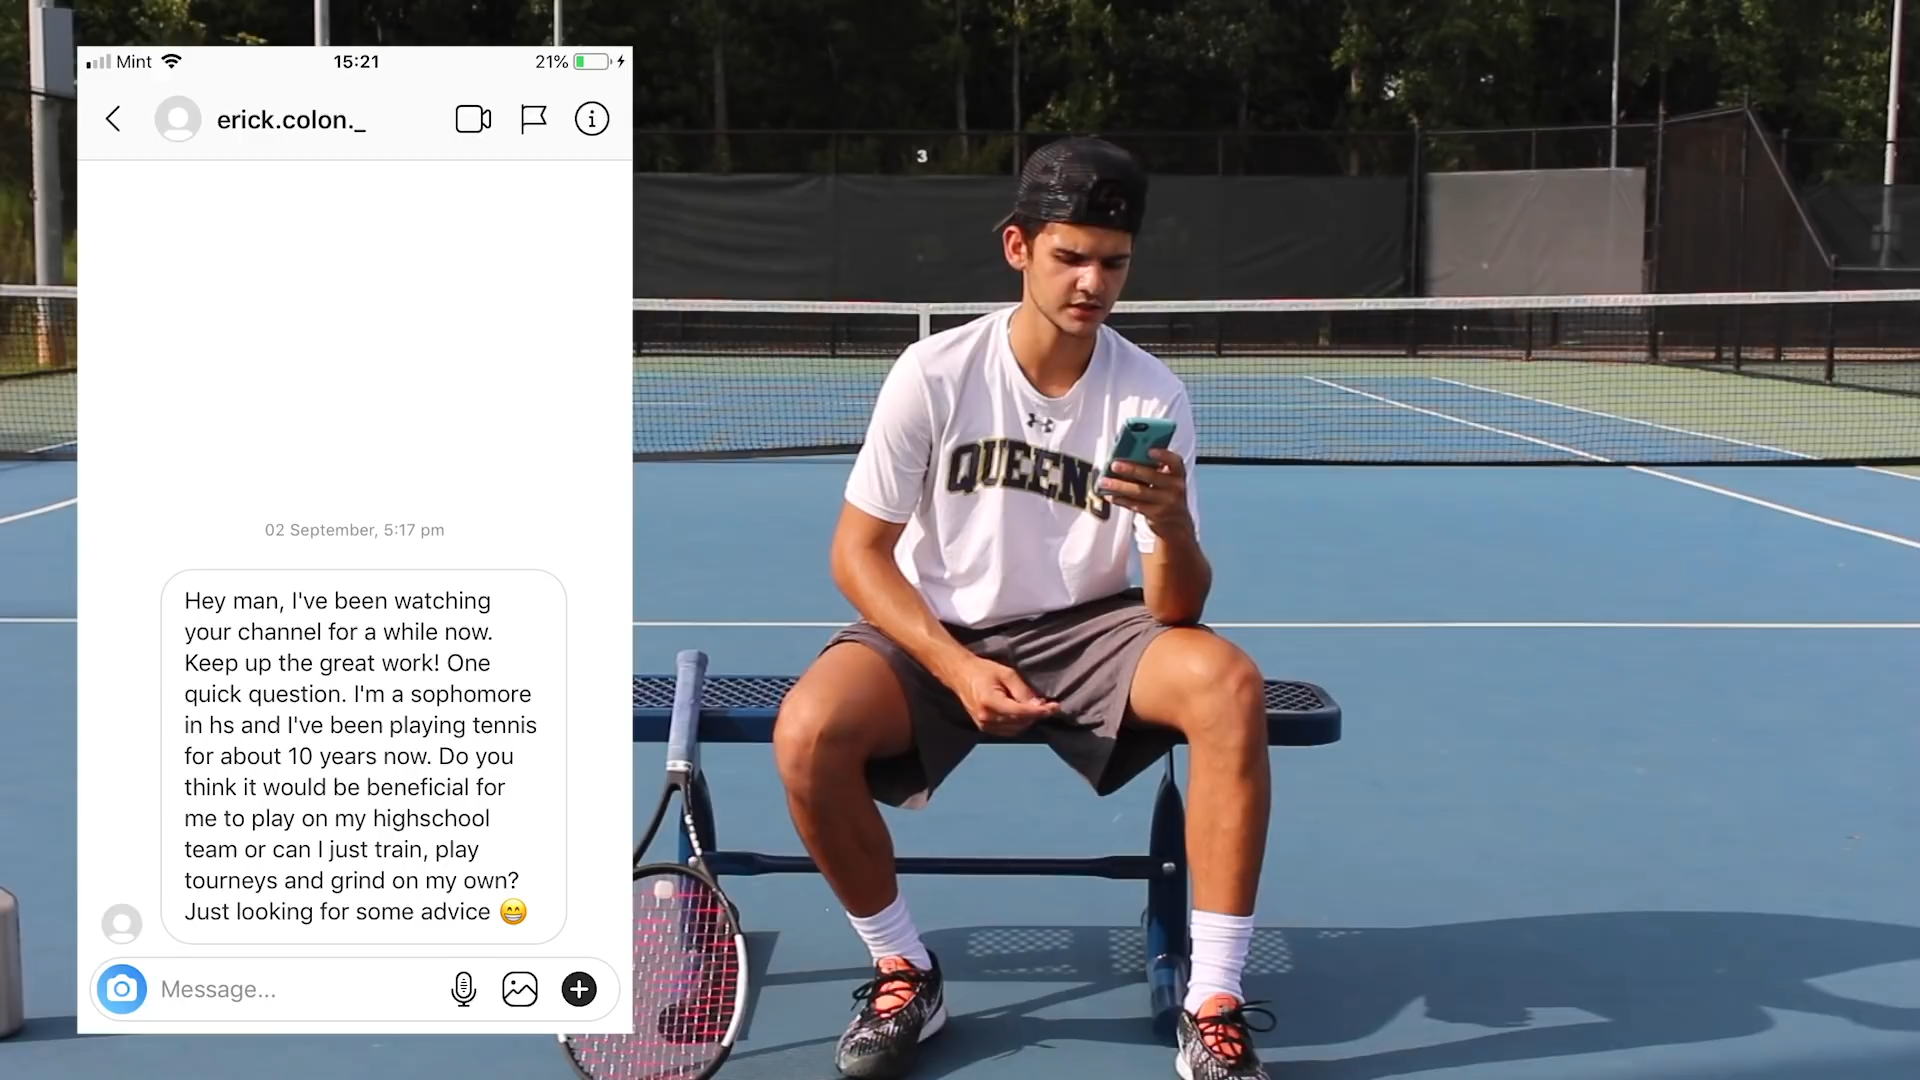 Mint
15:21
21%
erick.colon._
02 September, 5:17 pm
Hey man, I've been watching
your channel for a while now.
Keep up the great work! One
quick question. I'm a sophomore
in hs and I've been playing tennis
for about 10 years now. Do you
think it would be beneficial for
me to play on my highschool
team or can I just train, play
tourneys and grind on my own?
Just looking for some advice 😁
Message...
3
QUEENS